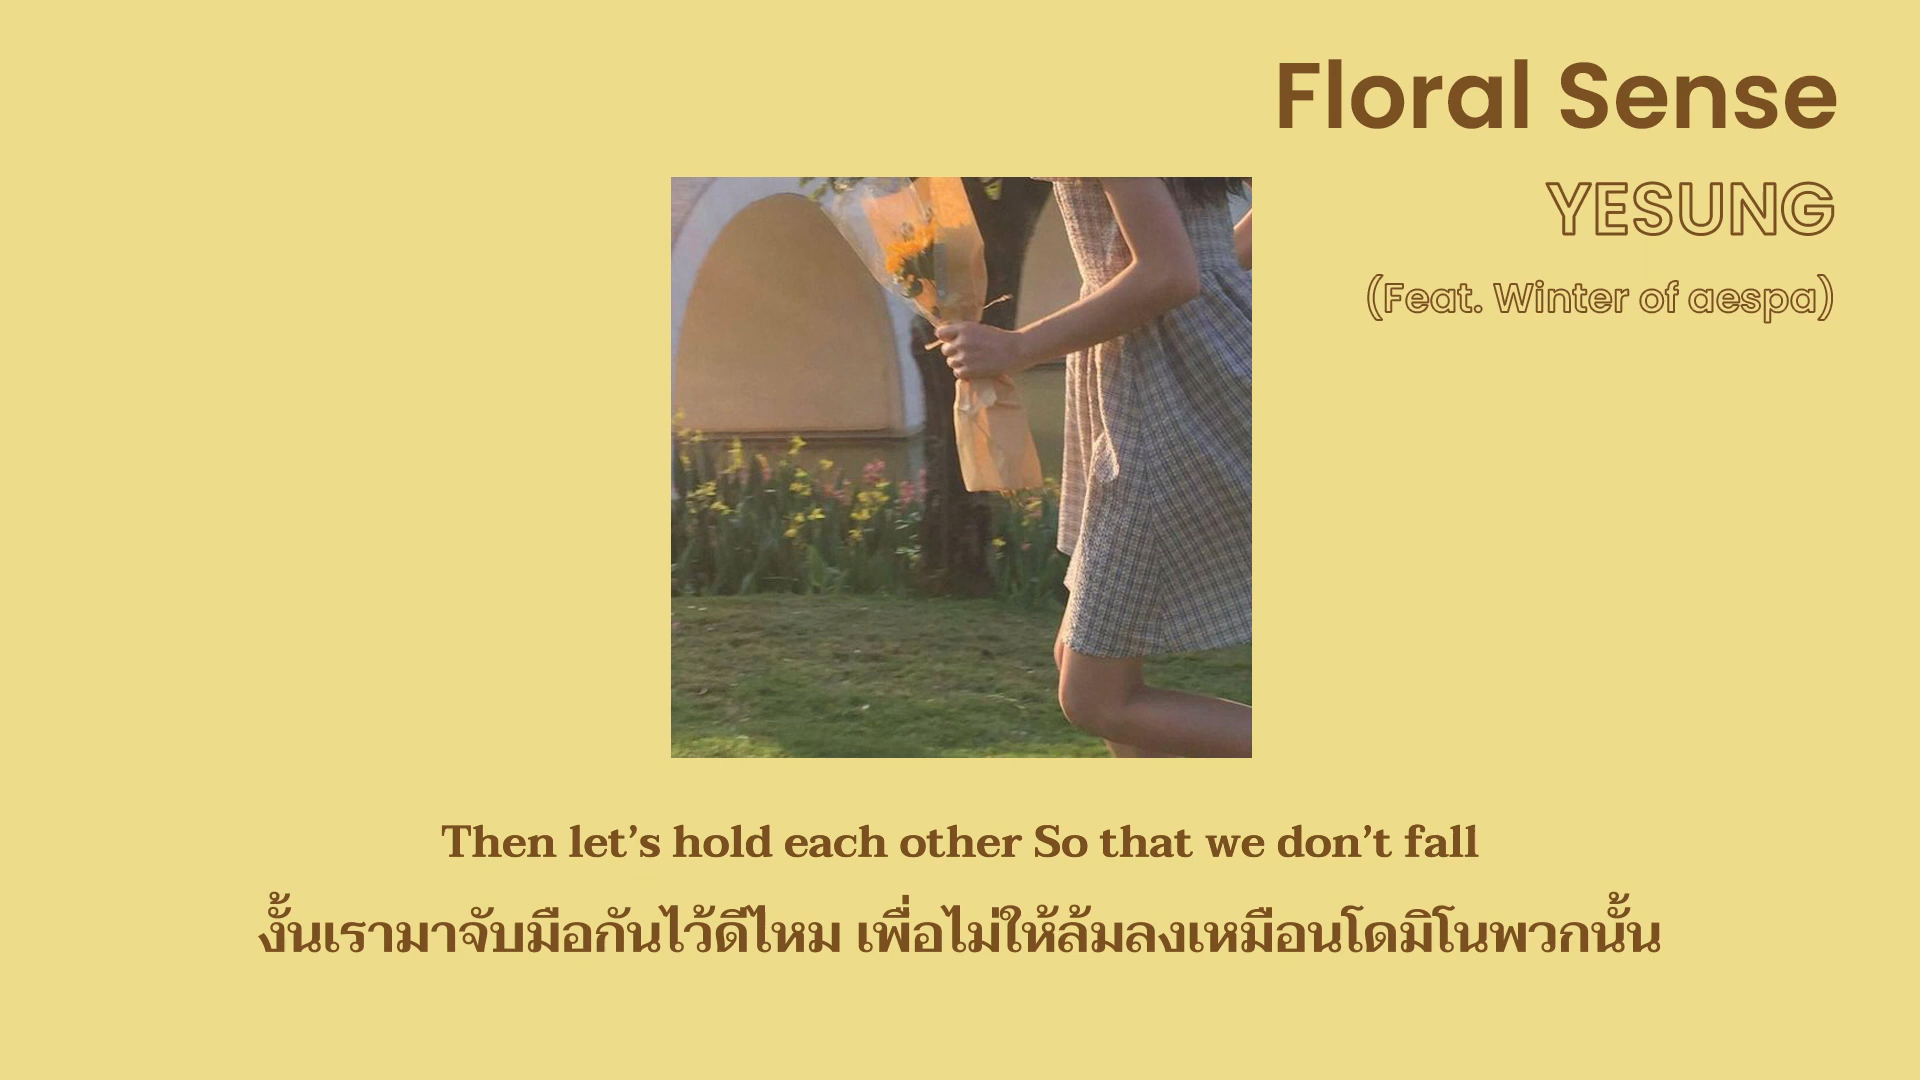 Floral Sense
YESUNG
(Feat. Winter of aespa)
Then let's hold each other So that we don't fall
งั้นเรามาจับมือกันไว้ดีไหม เพื่อไม่ให้ล้มลงเหมือนโดมิโนพวกนั้น